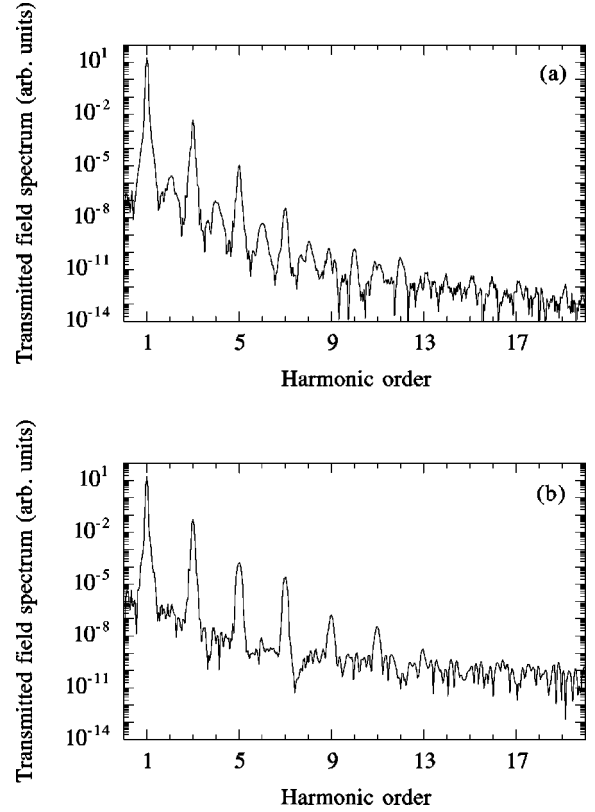 Transmitted field spectrum (arb. units)
(a)
10^1
10^-2
10^-5
10^-8
10^-11
10^-14
1 5 9 13 17
Harmonic order
Transmitted field spectrum (arb. units)
(b)
10^1
10^-2
10^-5
10^-8
10^-11
10^-14
1 5 9 13 17
Harmonic order